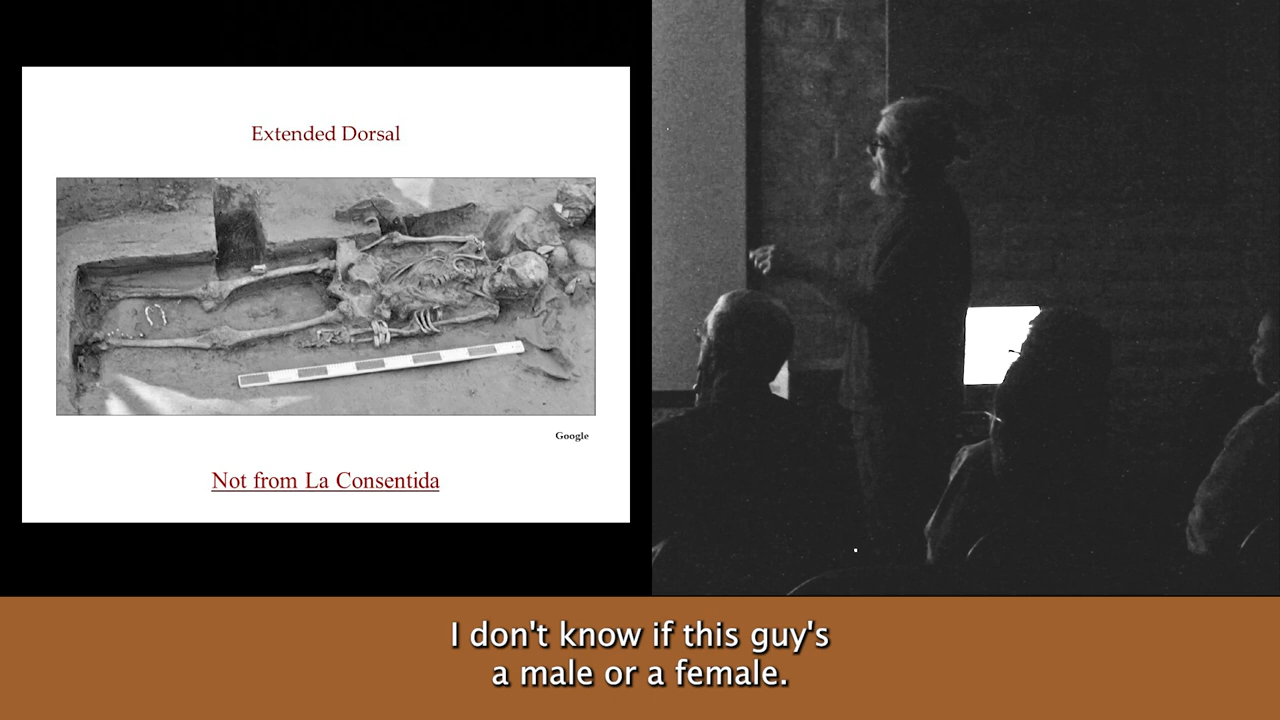 Extended Dorsal
Google
Not from La Consentida
I don't know if this guy's
a male or a female.